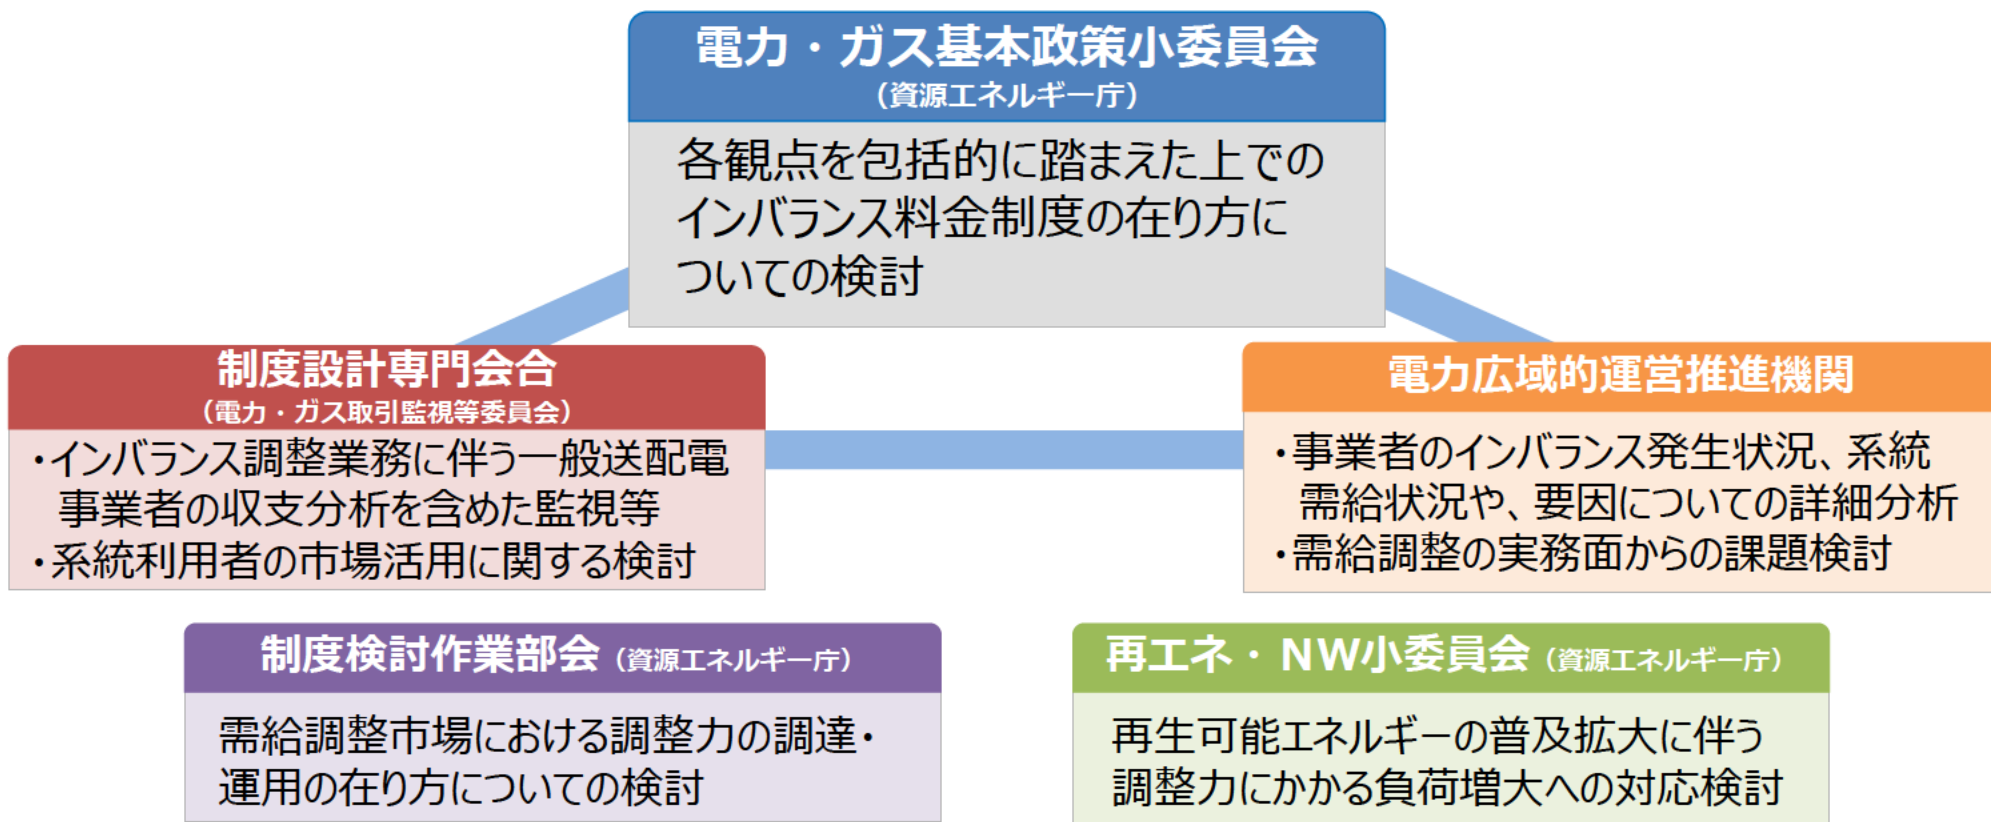 電力・ガス基本政策小委員会
（資源エネルギー庁）
各観点を包括的に踏まえた上での
インバランス料金制度の在り方に
ついての検討
制度設計専門会合
（電力・ガス取引監視等委員会）
・インバランス調整業務に伴う一般送配電
事業者の収支分析を含めた監視等
・系統利用者の市場活用に関する検討
電力広域的運営推進機関
・事業者のインバランス発生状況、系統
需給状況や、要因についての詳細分析
・需給調整の実務面からの課題検討
制度検討作業部会（資源エネルギー庁）
需給調整市場における調整力の調達・
運用の在り方についての検討
再エネ・NW小委員会（資源エネルギー庁）
再生可能エネルギーの普及拡大に伴う
調整力にかかる負荷増大への対応検討